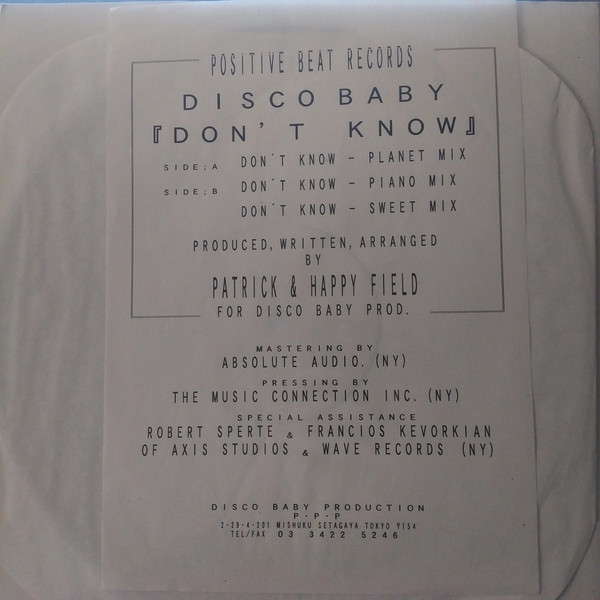 POSITIVE BEAT RECORDS
DISCO BABY
『DON'T KNOW』
SIDE;A DON'T KNOW – PLANET MIX
SIDE;B DON'T KNOW – PIANO MIX
DON'T KNOW – SWEET MIX
PRODUCED, WRITTEN, ARRANGED
BY
PATRICK & HAPPY FIELD
FOR DISCO BABY PROD.
MASTERING BY
ABSOLUTE AUDIO. (NY)
PRESSING BY
THE MUSIC CONNECTION INC. (NY)
SPECIAL ASSISTANCE
ROBERT SPERTE & FRANCIOS KEVORKIAN
OF AXIS STUDIOS & WAVE RECORDS (NY)
DISCO BABY PRODUCTION
P・P・P
2-29-4-201 MISHUKU SETAGAYA TOKYO 〒154
TEL/FAX 03 3422 5246